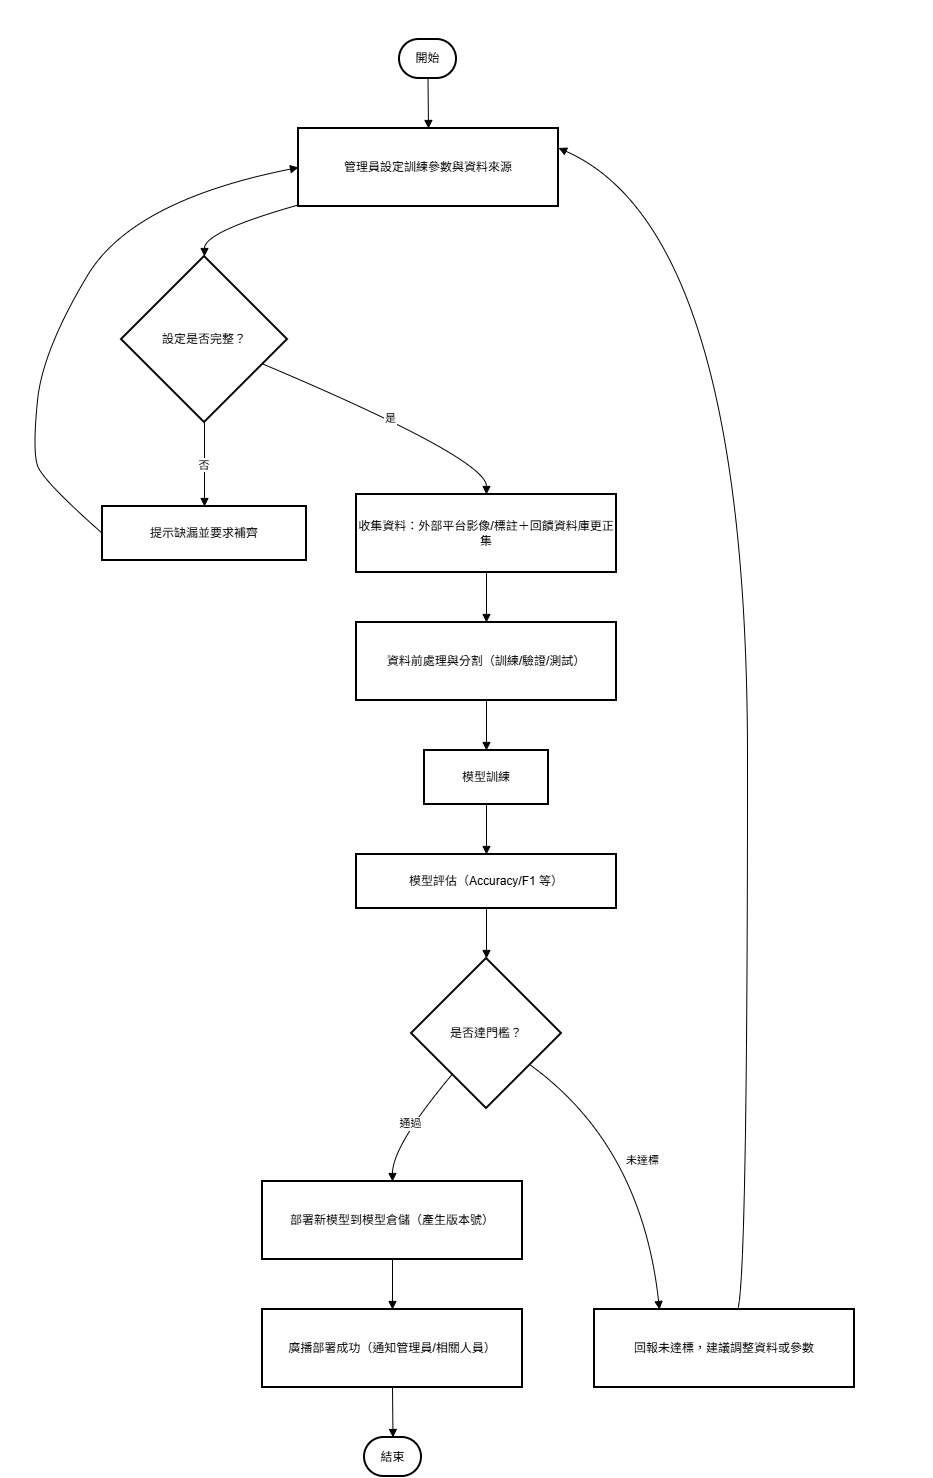 開始
管理員設定訓練參數與資料來源
設定是否完整？
是
否
收集資料：外部平台影像/標註＋回饋資料庫更正
集
提示缺漏並要求補齊
資料前處理與分割（訓練/驗證/測試）
模型訓練
模型評估（Accuracy/F1 等）
是否達門檻？
通過
未達標
部署新模型到模型倉儲（產生版本號）
廣播部署成功（通知管理員/相關人員）
回報未達標，建議調整資料或參數
結束